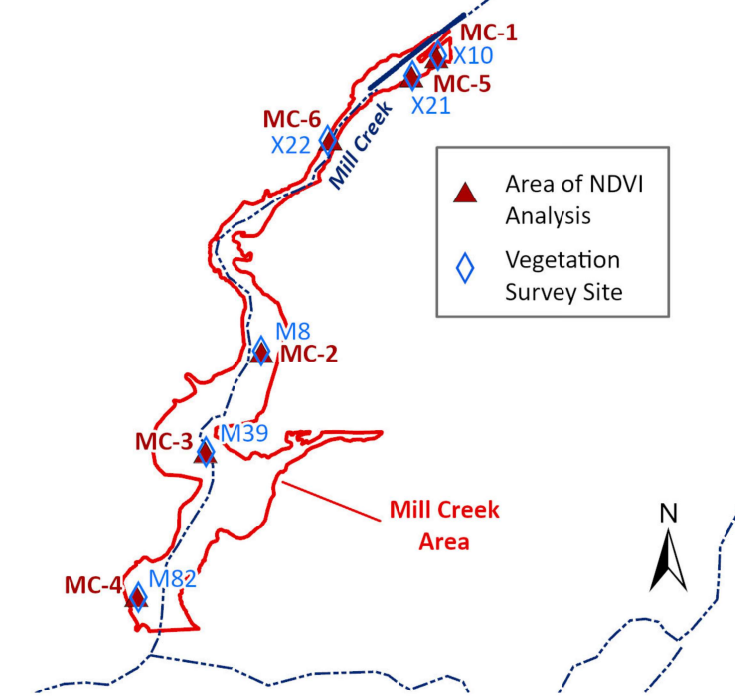 MC-1
X10
MC-5
X21
MC-6
X22
Mill Creek
Area of NDVI
Analysis
Vegetation
Survey Site
M8
MC-2
M39
MC-3
Mill Creek
Area
N
M82
MC-4